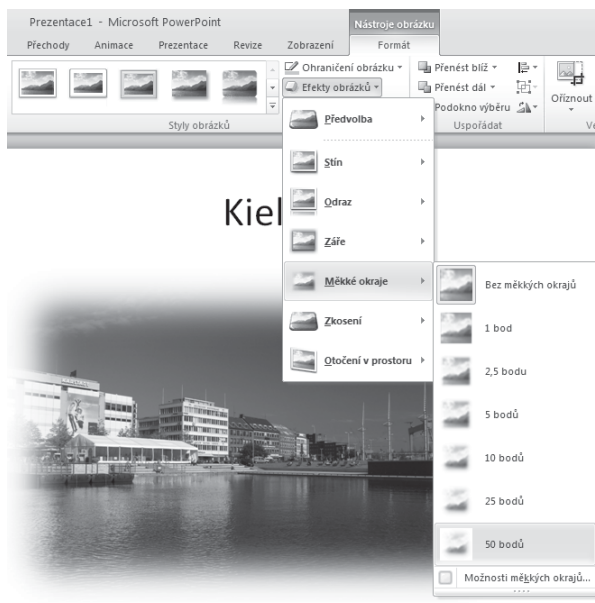 Prezentace1 - Microsoft PowerPoint
Nástroje obrázku
Přechody Animace Prezentace Revize Zobrazení Formát
Ohraničení obrázku
Efekty obrázků
Přenést blíž
Přenést dál
Podokno výběru
Oříznout
Styly obrázků
Uspořádat
Ve
Předvolba
Stín
Odraz
Záře
Měkké okraje
Zkosení
Otočení v prostoru
Kiel
Bez měkkých okrajů
1 bod
2,5 bodu
5 bodů
10 bodů
25 bodů
50 bodů
Možnosti měkkých okrajů...